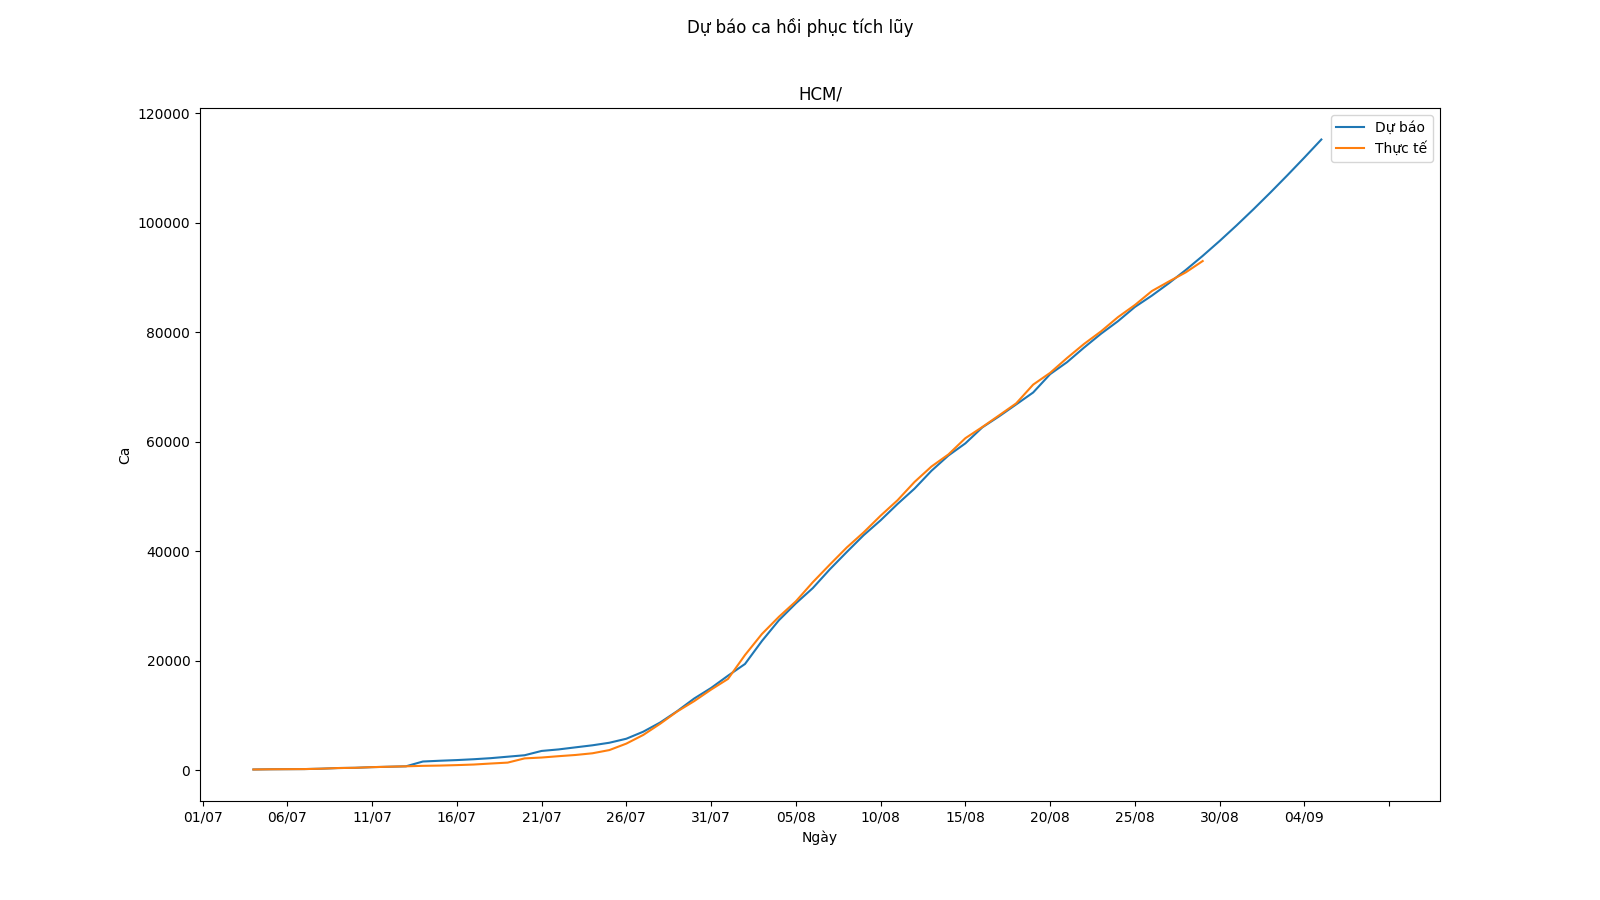 Dự báo ca hồi phục tích lũy
HCM/
120000
100000
80000
60000
40000
20000
0
Ca
Dự báo
Thực tế
01/07 06/07 11/07 16/07 21/07 26/07 31/07 05/08 10/08 15/08 20/08 25/08 30/08 04/09
Ngày